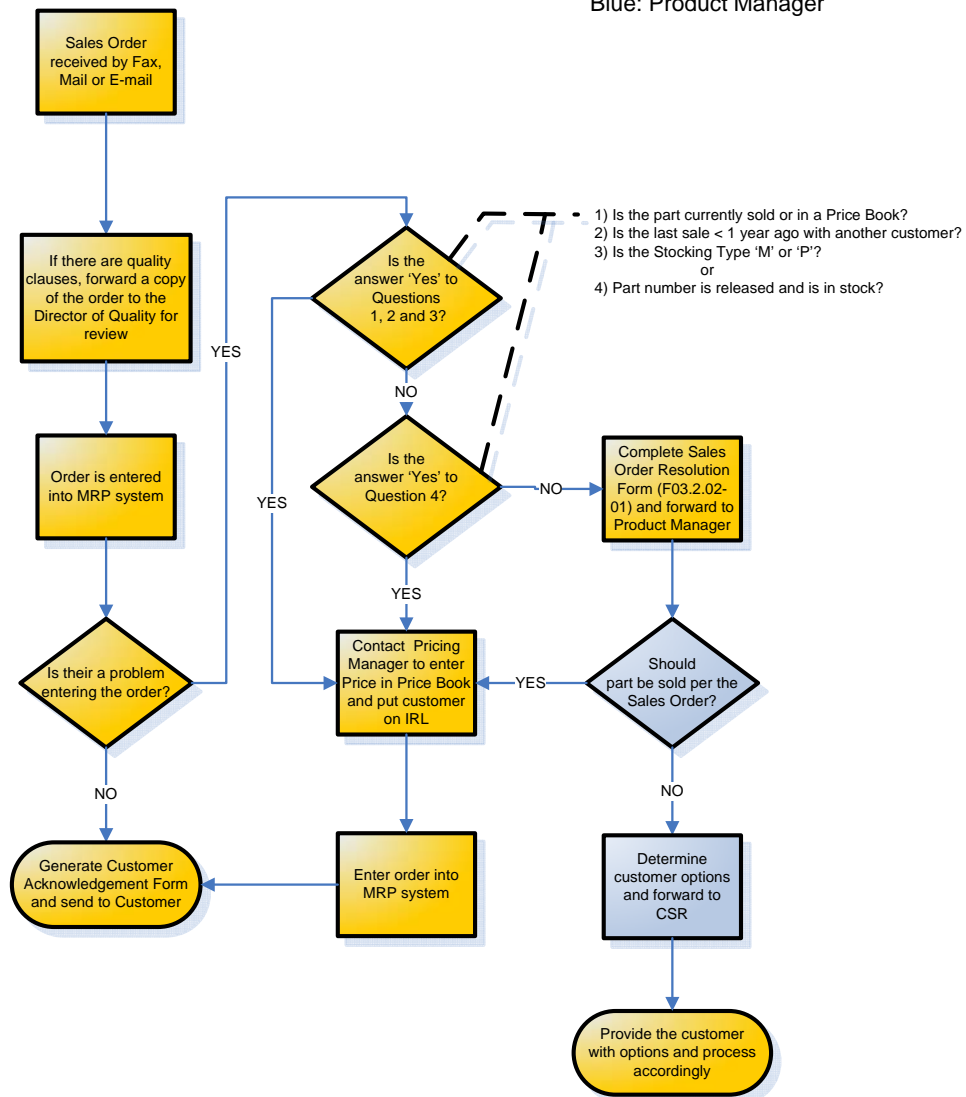 Blue: Product Manager
Sales Order
received by Fax,
Mail or E-mail
If there are quality
clauses, forward a copy
of the order to the
Director of Quality for
review
Order is entered
into MRP system
Is their a problem
entering the order?
YES
NO
Generate Customer
Acknowledgement Form
and send to Customer
Is the
answer ‘Yes’ to
Questions
1, 2 and 3?
1) Is the part currently sold or in a Price Book?
2) Is the last sale < 1 year ago with another customer?
3) Is the Stocking Type ‘M’ or ‘P’?
or
4) Part number is released and is in stock?
YES
NO
Is the
answer ‘Yes’ to
Question 4?
NO
YES
Complete Sales
Order Resolution
Form (F03.2.02-
01) and forward to
Product Manager
Contact Pricing
Manager to enter
Price in Price Book
and put customer
on IRL
YES
Should
part be sold per the
Sales Order?
NO
Enter order into
MRP system
Determine
customer options
and forward to
CSR
Provide the customer
with options and process
accordingly